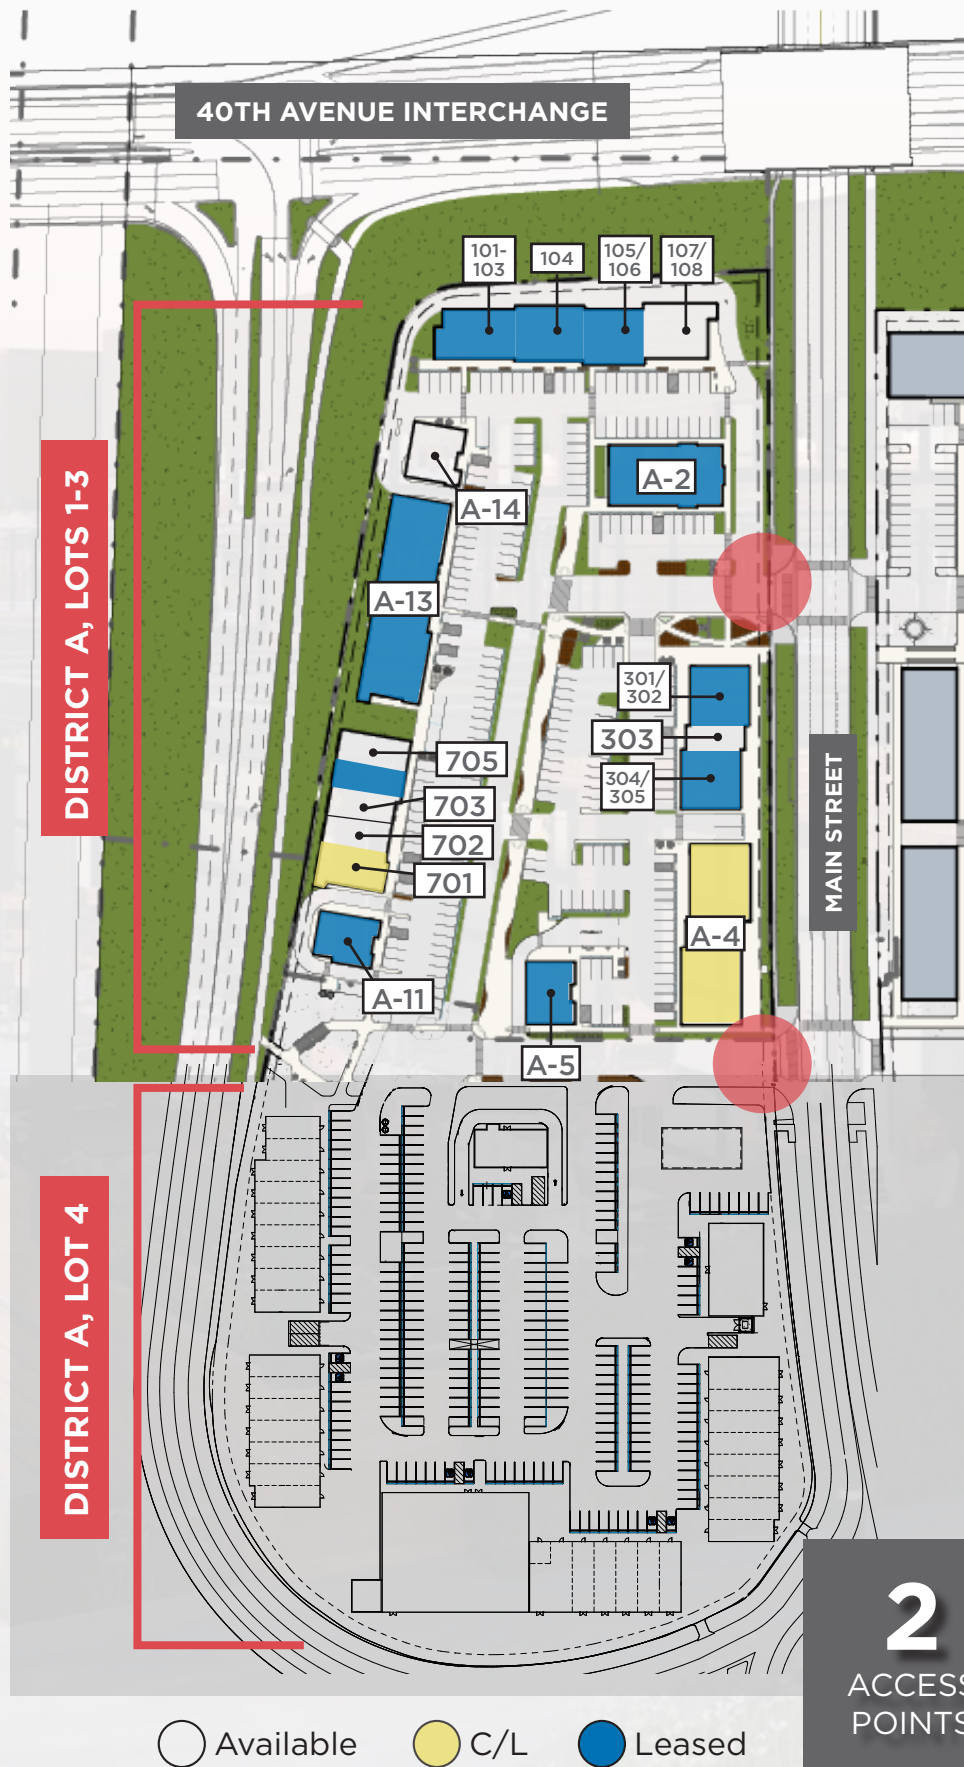 40TH AVENUE INTERCHANGE
101-
103
104
105/
106
107/
108
A-2
A-14
A-13
DISTRICT A, LOTS 1-3
301/
302
303
304/
305
705
703
702
701
MAIN STREET
A-4
A-11
A-5
DISTRICT A, LOT 4
2
ACCESS
POINTS
Available
C/L
Leased